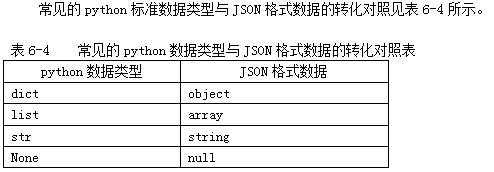 常见的 python 标准数据类型与 JSON 格式数据的转化对照见表 6-4 所示。
表 6-4 常见的 python 数据类型与 JSON 格式数据的转化对照表
python 数据类型 JSON 格式数据
dict object
list array
str string
None null